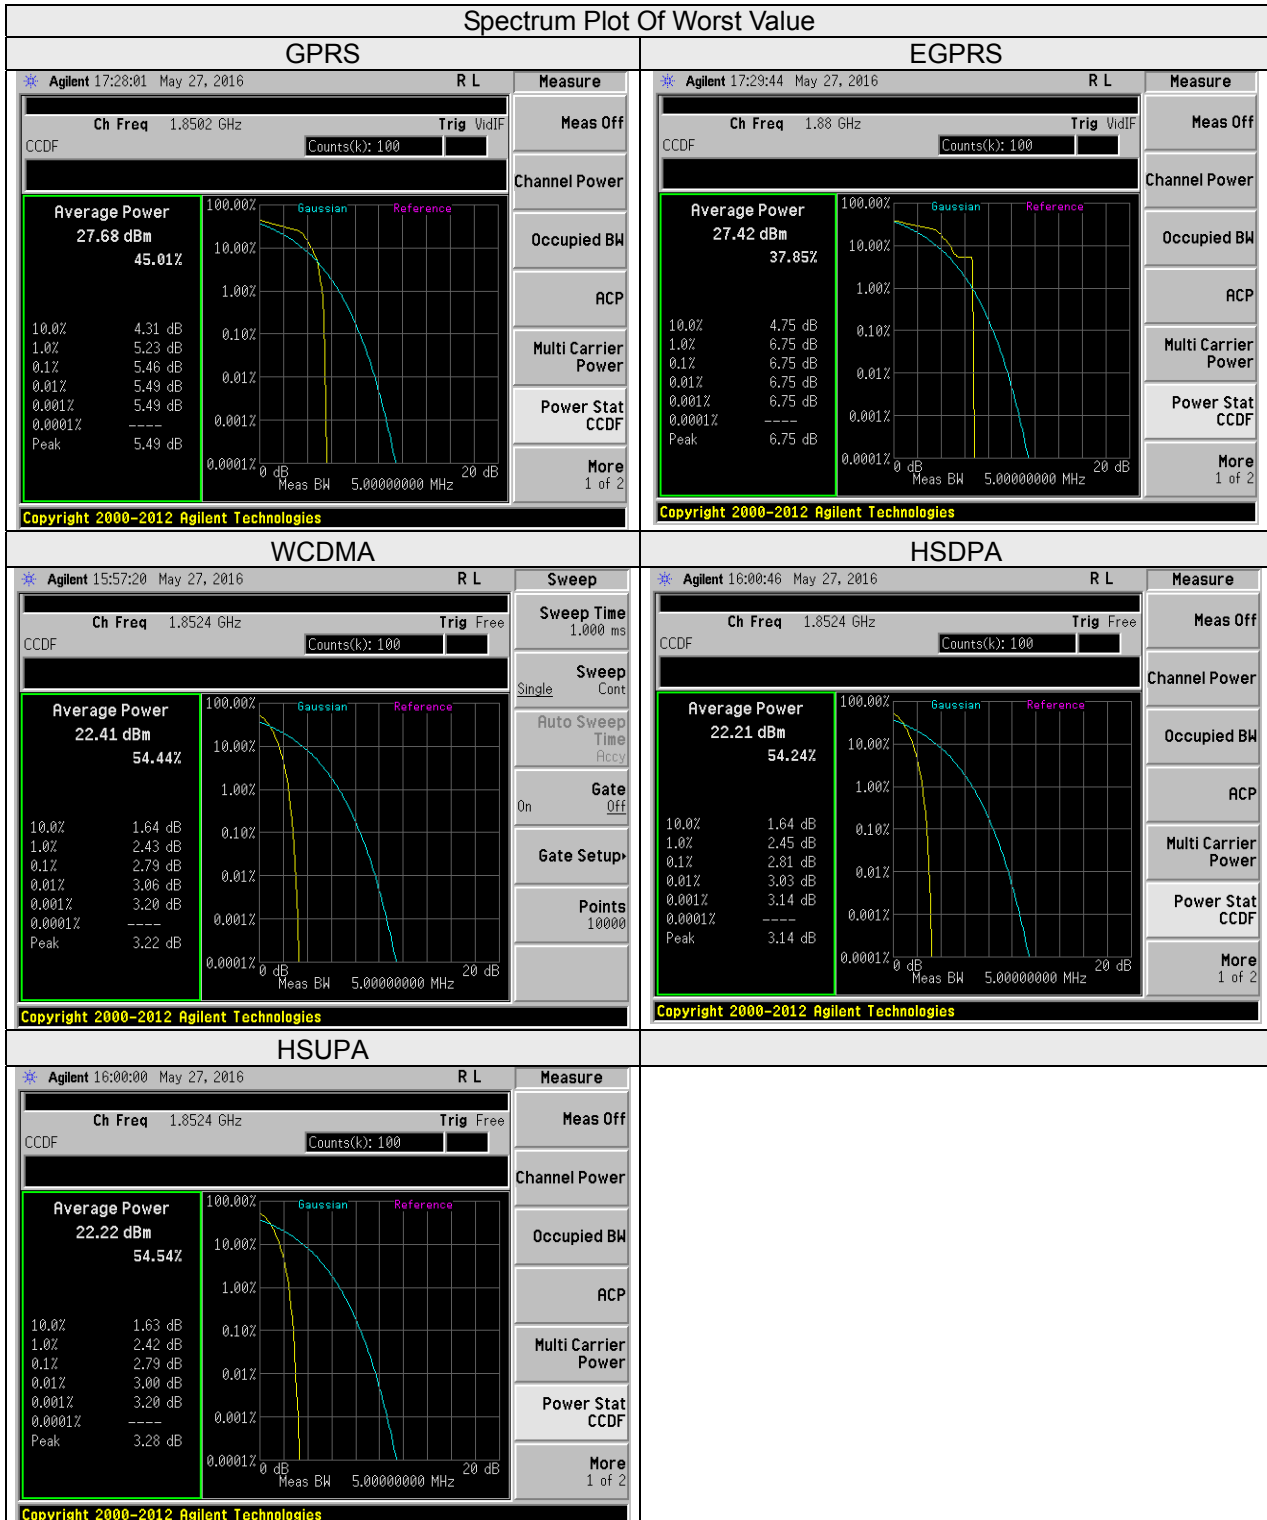 Spectrum Plot Of Worst Value
GPRS
Agilent 17:28:01 May 27, 2016 R L
Measure
Ch Freq 1.8502 GHz Trig VidIF
CCDF Counts(k): 100
Meas Off
Channel Power
Occupied BW
ACP
Multi Carrier
Power
Power Stat
CCDF
More
1 of 2
Average Power
27.68 dBm
45.01%
10.0% 4.31 dB
1.0% 5.23 dB
0.1% 5.46 dB
0.01% 5.49 dB
0.001% 5.49 dB
0.0001% ----
Peak 5.49 dB
Gaussian Reference
100.00%
10.00%
1.00%
0.10%
0.01%
0.001%
0.0001%
0 dB 20 dB
Meas BW 5.00000000 MHz
Copyright 2000-2012 Agilent Technologies
EGPRS
Agilent 17:29:44 May 27, 2016 R L
Measure
Ch Freq 1.88 GHz Trig VidIF
CCDF Counts(k): 100
Meas Off
Channel Power
Occupied BW
ACP
Multi Carrier
Power
Power Stat
CCDF
More
1 of 2
Average Power
27.42 dBm
37.85%
10.0% 4.75 dB
1.0% 6.75 dB
0.1% 6.75 dB
0.01% 6.75 dB
0.001% 6.75 dB
0.0001% ----
Peak 6.75 dB
Gaussian Reference
100.00%
10.00%
1.00%
0.10%
0.01%
0.001%
0.0001%
0 dB 20 dB
Meas BW 5.00000000 MHz
Copyright 2000-2012 Agilent Technologies
WCDMA
Agilent 15:57:20 May 27, 2016 R L
Sweep
Ch Freq 1.8524 GHz Trig Free
CCDF Counts(k): 100
Sweep Time
1.000 ms
Sweep
Single Cont
Auto Sweep
Time
Accy
Gate
On Off
Gate Setup
Points
10000
Average Power
22.41 dBm
54.44%
10.0% 1.64 dB
1.0% 2.43 dB
0.1% 2.79 dB
0.01% 3.06 dB
0.001% 3.20 dB
0.0001% ----
Peak 3.22 dB
Gaussian Reference
100.00%
10.00%
1.00%
0.10%
0.01%
0.001%
0.0001%
0 dB 20 dB
Meas BW 5.00000000 MHz
Copyright 2000-2012 Agilent Technologies
HSDPA
Agilent 16:00:46 May 27, 2016 R L
Measure
Ch Freq 1.8524 GHz Trig Free
CCDF Counts(k): 100
Meas Off
Channel Power
Occupied BW
ACP
Multi Carrier
Power
Power Stat
CCDF
More
1 of 2
Average Power
22.21 dBm
54.24%
10.0% 1.64 dB
1.0% 2.45 dB
0.1% 2.81 dB
0.01% 3.03 dB
0.001% 3.14 dB
0.0001% ----
Peak 3.14 dB
Gaussian Reference
100.00%
10.00%
1.00%
0.10%
0.01%
0.001%
0.0001%
0 dB 20 dB
Meas BW 5.00000000 MHz
Copyright 2000-2012 Agilent Technologies
HSUPA
Agilent 16:00:00 May 27, 2016 R L
Measure
Ch Freq 1.8524 GHz Trig Free
CCDF Counts(k): 100
Meas Off
Channel Power
Occupied BW
ACP
Multi Carrier
Power
Power Stat
CCDF
More
1 of 2
Average Power
22.22 dBm
54.54%
10.0% 1.63 dB
1.0% 2.42 dB
0.1% 2.79 dB
0.01% 3.00 dB
0.001% 3.20 dB
0.0001% ----
Peak 3.28 dB
Gaussian Reference
100.00%
10.00%
1.00%
0.10%
0.01%
0.001%
0.0001%
0 dB 20 dB
Meas BW 5.00000000 MHz
Copyright 2000-2012 Agilent Technologies